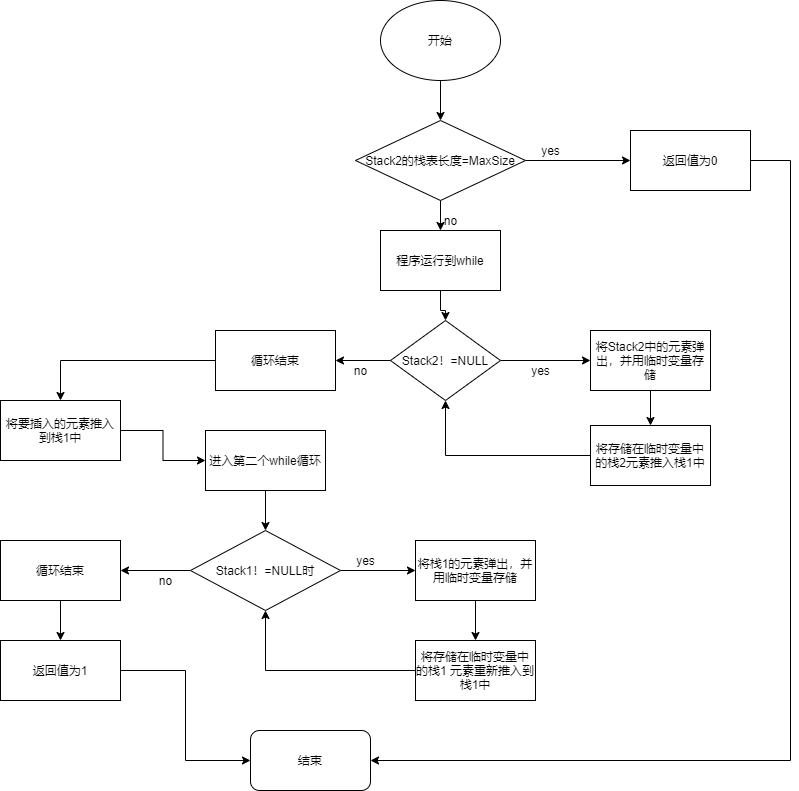 开始
Stack2的栈表长度=MaxSize
yes
返回值为0
no
程序运行到while
循环结束
no
Stack2！=NULL
yes
将Stack2中的元素弹
出，并用临时变量存
储
将要插入的元素推入
到栈1中
进入第二个while循环
将存储在临时变量中
的栈2元素推入栈1中
循环结束
no
Stack1！=NULL时
yes
将栈1的元素弹出，并
用临时变量存储
返回值为1
将存储在临时变量中
的栈1 元素重新推入到
栈1中
结束